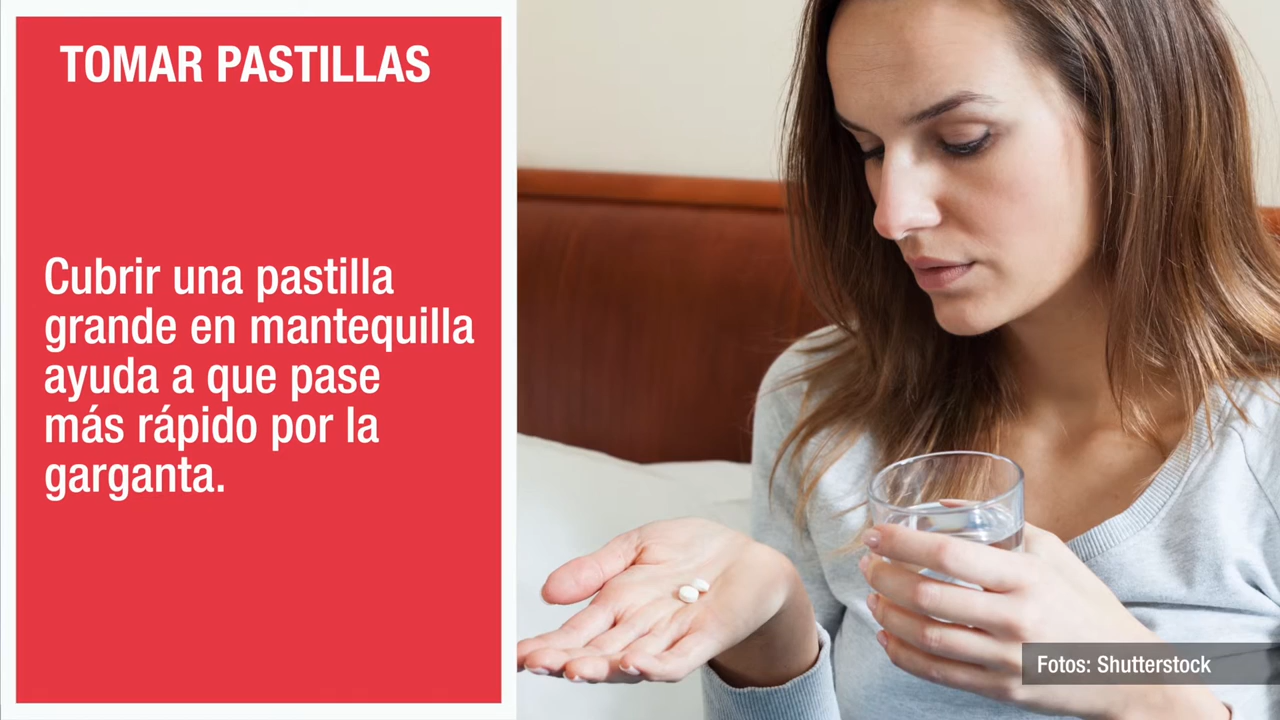 TOMAR PASTILLAS
Cubrir una pastilla
grande en mantequilla
ayuda a que pase
más rápido por la
garganta.
Fotos: Shutterstock